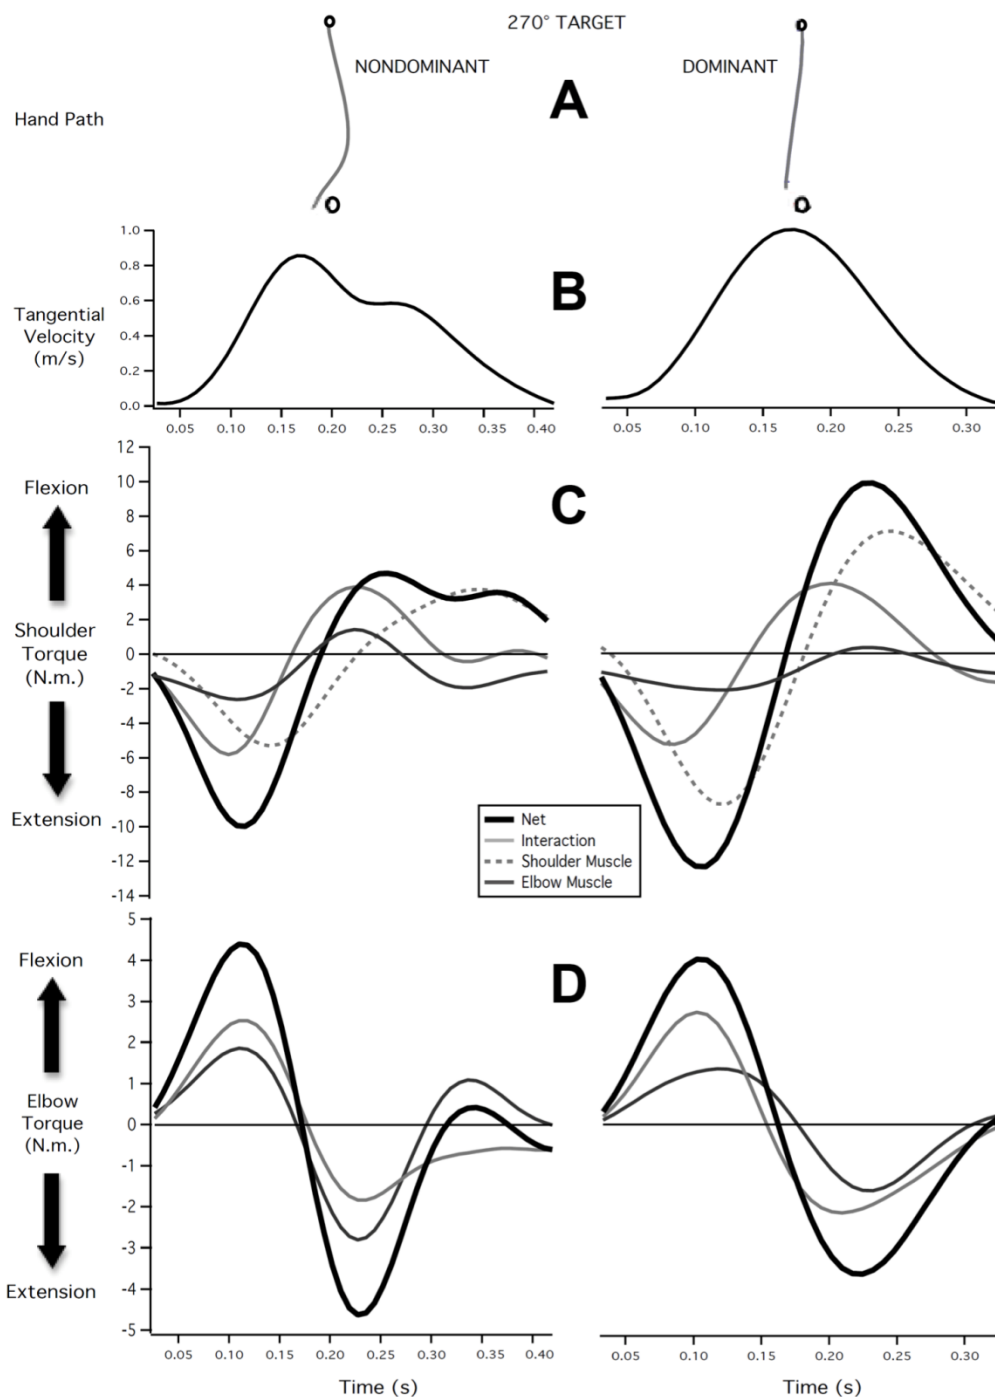 270° TARGET
NONDOMINANT
DOMINANT
A
Hand Path
B
Tangential
Velocity
(m/s)
1.0
0.8
0.6
0.4
0.2
0.0
0.05 0.10 0.15 0.20 0.25 0.30 0.35 0.40
0.05 0.10 0.15 0.20 0.25 0.30
C
Flexion
Shoulder
Torque
(N.m.)
Extension
12
10
8
6
4
2
0
-2
-4
-6
-8
-10
-12
-14
Net
Interaction
Shoulder Muscle
Elbow Muscle
D
Flexion
Elbow
Torque
(N.m.)
Extension
5
4
3
2
1
0
-1
-2
-3
-4
-5
0.05 0.10 0.15 0.20 0.25 0.30 0.35 0.40
0.05 0.10 0.15 0.20 0.25 0.30
Time (s)
Time (s)